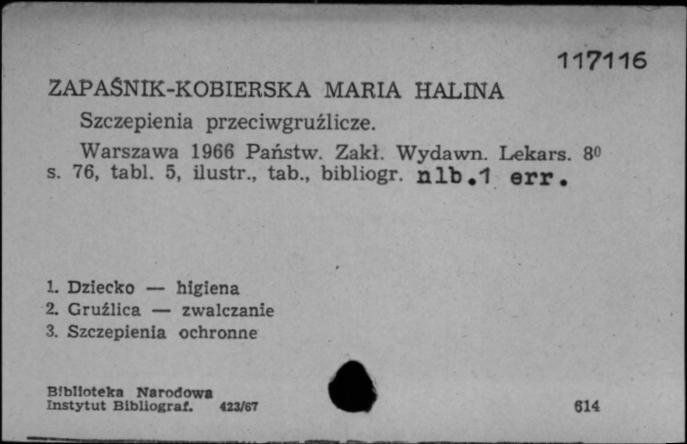 117116
ZAPAŚNIK-KOBIERSKA MARIA HALINA
Szczepienia przeciwgruźlicze.
Warszawa 1966 Państw. Zakł. Wydawn. Lekars. 8⁰
s. 76, tabl. 5, ilustr., tab., bibliogr. nlb.1 err.
1. Dziecko — higiena
2. Gruźlica — zwalczanie
3. Szczepienia ochronne
Biblioteka Narodowa
Instytut Bibliograf. 423/67 614